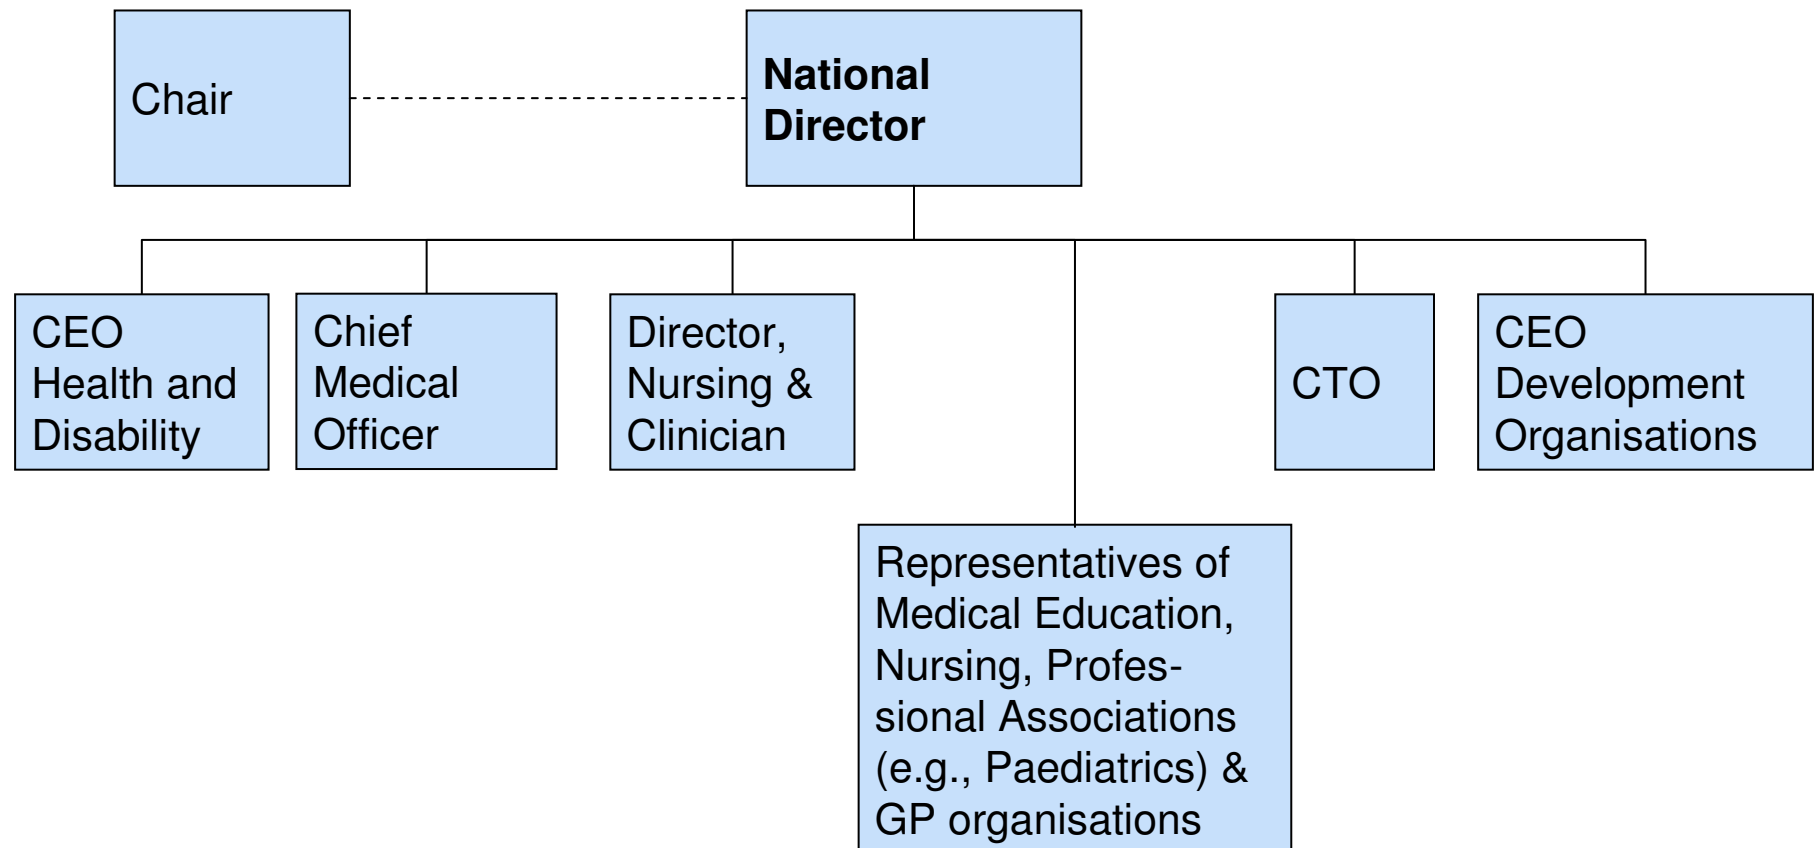 Chair
National
Director
CEO
Health and
Disability
Chief
Medical
Officer
Director,
Nursing &
Clinician
CTO
CEO
Development
Organisations
Representatives of
Medical Education,
Nursing, Profes-
sional Associations
(e.g., Paediatrics) &
GP organisations